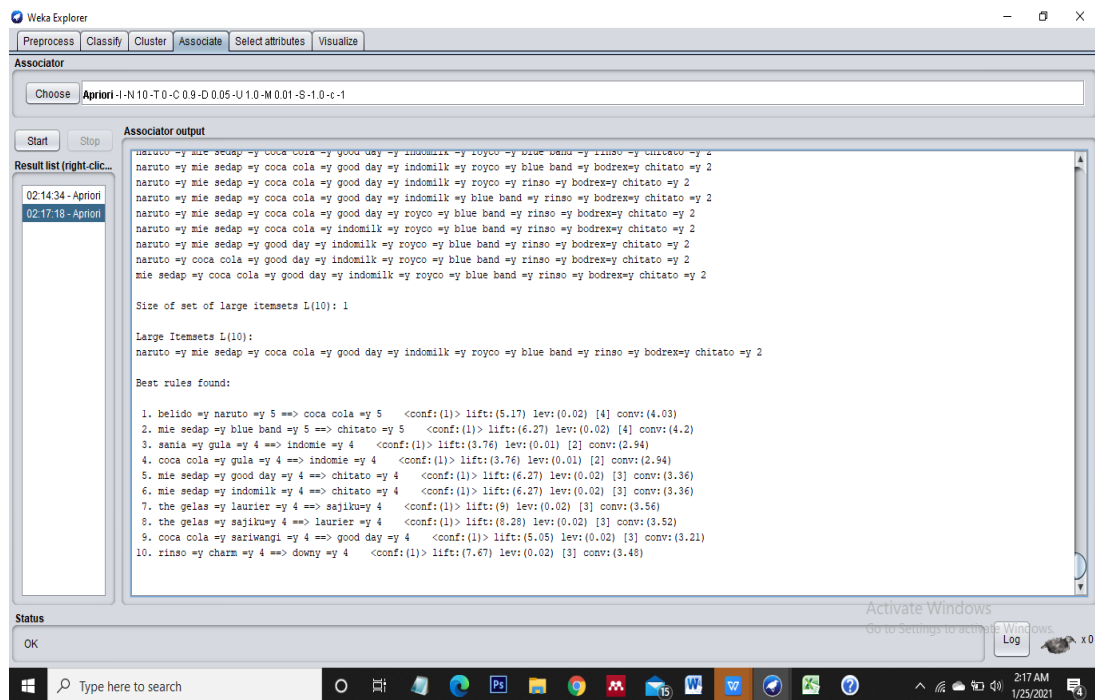 Weka Explorer
Preprocess Classify Cluster Associate Select attributes Visualize
Associator
Choose Apriori -I -N 10 -T 0 -C 0.9 -D 0.05 -U 1.0 -M 0.01 -S -1.0 -c -1
Start Stop
Associator output
Result list (right-clic...
02:14:34 - Apriori
02:17:18 - Apriori
naruto =y mie sedap =y coca cola =y good day =y indomilk =y royco =y blue band =y rinso =y chitato =y 2
naruto =y mie sedap =y coca cola =y good day =y indomilk =y royco =y blue band =y bodrex=y chitato =y 2
naruto =y mie sedap =y coca cola =y good day =y indomilk =y royco =y rinso =y bodrex=y chitato =y 2
naruto =y mie sedap =y coca cola =y good day =y indomilk =y blue band =y rinso =y bodrex=y chitato =y 2
naruto =y mie sedap =y coca cola =y good day =y royco =y blue band =y rinso =y bodrex=y chitato =y 2
naruto =y mie sedap =y coca cola =y indomilk =y royco =y blue band =y rinso =y bodrex=y chitato =y 2
naruto =y mie sedap =y good day =y indomilk =y royco =y blue band =y rinso =y bodrex=y chitato =y 2
naruto =y coca cola =y good day =y indomilk =y royco =y blue band =y rinso =y bodrex=y chitato =y 2
mie sedap =y coca cola =y good day =y indomilk =y royco =y blue band =y rinso =y bodrex=y chitato =y 2
Size of set of large itemsets L(10): 1
Large Itemsets L(10):
naruto =y mie sedap =y coca cola =y good day =y indomilk =y royco =y blue band =y rinso =y bodrex=y chitato =y 2
Best rules found:
1. belido =y naruto =y 5 ==> coca cola =y 5 <conf:(1)> lift:(5.17) lev:(0.02) [4] conv:(4.03)
2. mie sedap =y blue band =y 5 ==> chitato =y 5 <conf:(1)> lift:(6.27) lev:(0.02) [4] conv:(4.2)
3. sania =y gula =y 4 ==> indomie =y 4 <conf:(1)> lift:(3.76) lev:(0.01) [2] conv:(2.94)
4. coca cola =y gula =y 4 ==> indomie =y 4 <conf:(1)> lift:(3.76) lev:(0.01) [2] conv:(2.94)
5. mie sedap =y good day =y 4 ==> chitato =y 4 <conf:(1)> lift:(6.27) lev:(0.02) [3] conv:(3.36)
6. mie sedap =y indomilk =y 4 ==> chitato =y 4 <conf:(1)> lift:(6.27) lev:(0.02) [3] conv:(3.36)
7. the gelas =y laurier =y 4 ==> sajiku=y 4 <conf:(1)> lift:(9) lev:(0.02) [3] conv:(3.56)
8. the gelas =y sajiku=y 4 ==> laurier =y 4 <conf:(1)> lift:(8.28) lev:(0.02) [3] conv:(3.52)
9. coca cola =y sariwangi =y 4 ==> good day =y 4 <conf:(1)> lift:(5.05) lev:(0.02) [3] conv:(3.21)
10. rinso =y charm =y 4 ==> downy =y 4 <conf:(1)> lift:(7.67) lev:(0.02) [3] conv:(3.48)
Activate Windows
Go to Settings to activate Windows.
Status
OK
Log
x 0
Type here to search
Ps
15
W
2:17 AM
1/25/2021
4